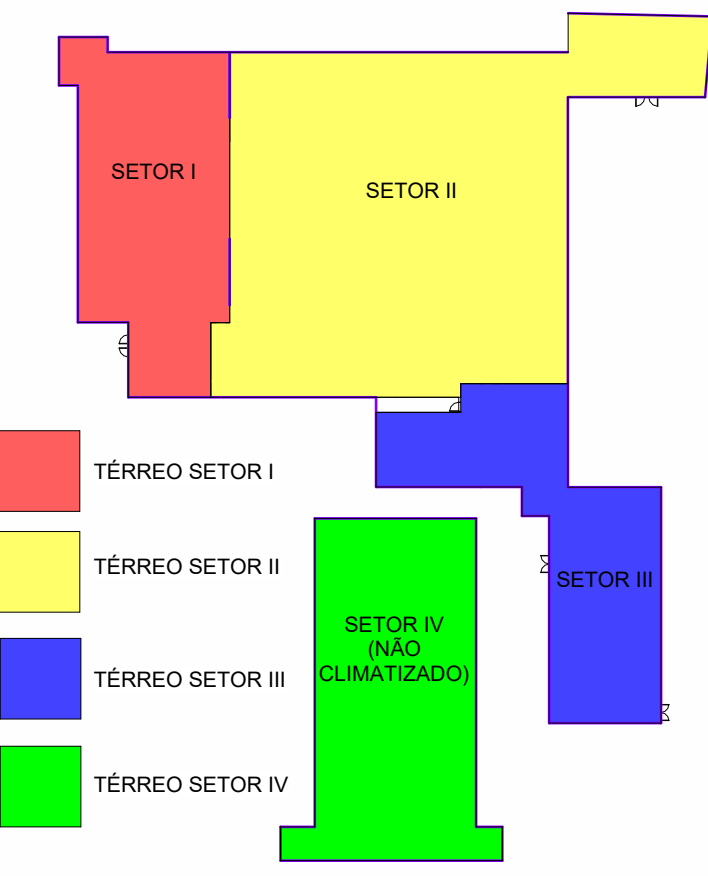 SETOR I
SETOR II
TÉRREO SETOR I
TÉRREO SETOR II
TÉRREO SETOR III
TÉRREO SETOR IV
SETOR III
SETOR IV
(NÃO
CLIMATIZADO)